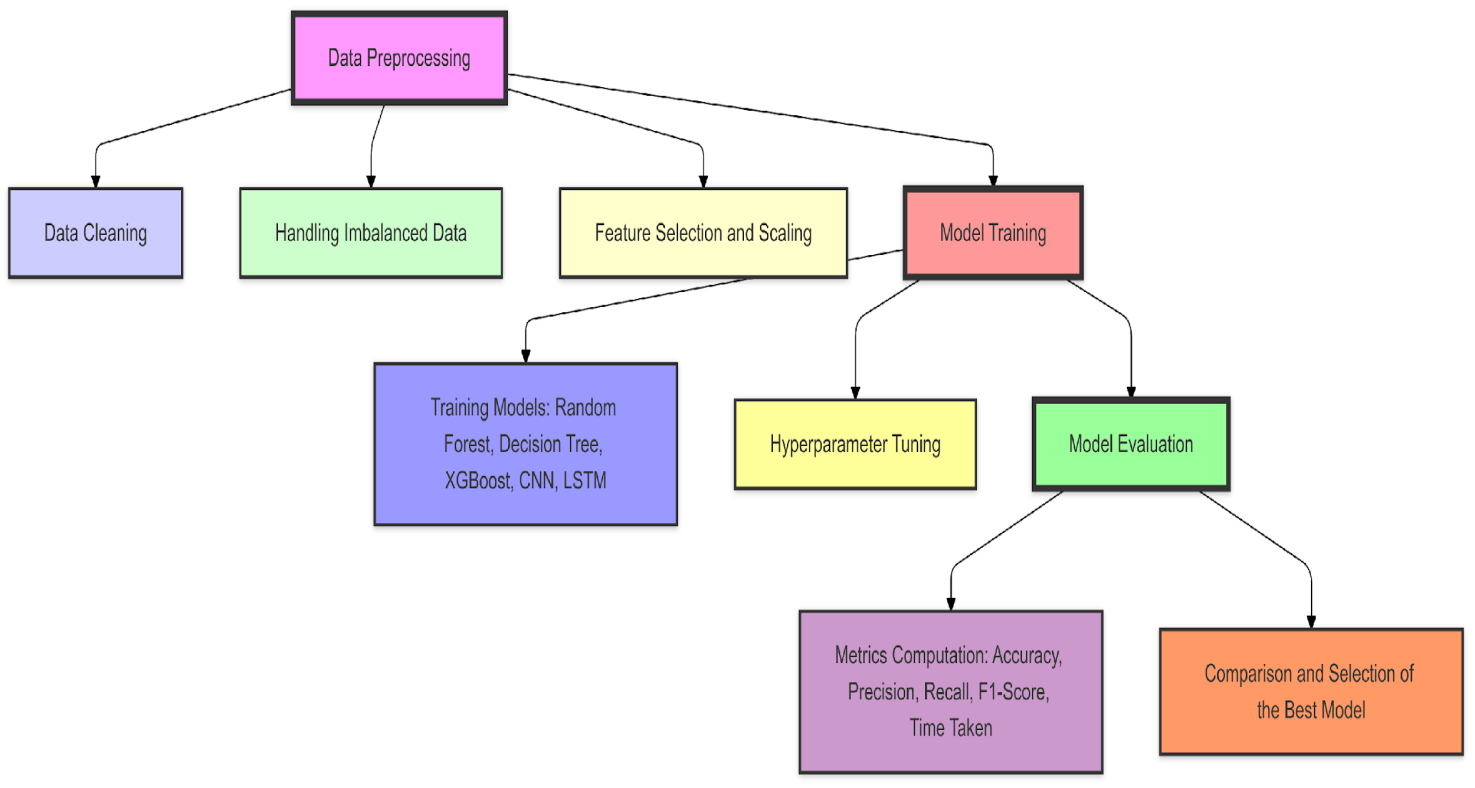 Data Preprocessing
Data Cleaning
Handling Imbalanced Data
Feature Selection and Scaling
Model Training
Training Models: Random
Forest, Decision Tree,
XGBoost, CNN, LSTM
Hyperparameter Tuning
Model Evaluation
Metrics Computation: Accuracy,
Precision, Recall, F1-Score,
Time Taken
Comparison and Selection of
the Best Model